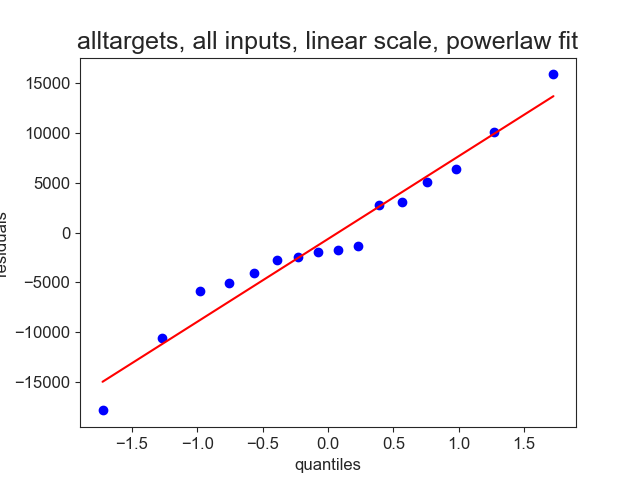 alltargets, all inputs, linear scale, powerlaw fit
15000
10000
5000
0
−5000
−10000
−15000
residuals
−1.5 −1.0 −0.5 0.0 0.5 1.0 1.5
quantiles